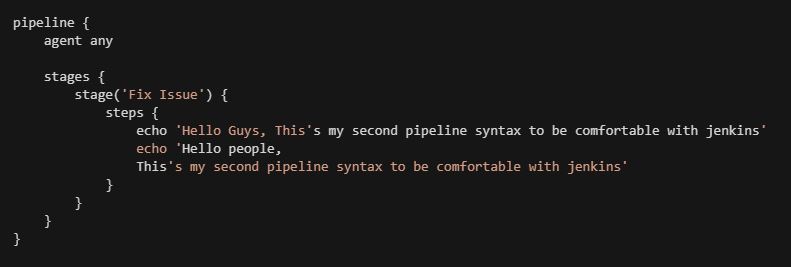 pipeline {
    agent any

    stages {
        stage('Fix Issue') {
            steps {
                echo 'Hello Guys, This's my second pipeline syntax to be comfortable with jenkins'
                echo 'Hello people,
                This's my second pipeline syntax to be comfortable with jenkins'
            }
        }
    }
}